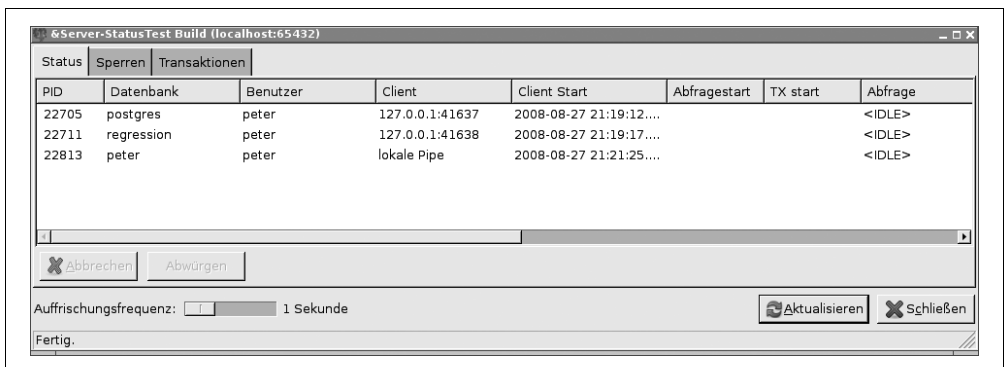 &Server-StatusTest Build (localhost:65432)
Status Sperren Transaktionen
PID Datenbank Benutzer Client Client Start Abfragestart TX start Abfrage
22705 postgres peter 127.0.0.1:41637 2008-08-27 21:19:12.... <IDLE>
22711 regression peter 127.0.0.1:41638 2008-08-27 21:19:17.... <IDLE>
22813 peter peter lokale Pipe 2008-08-27 21:21:25.... <IDLE>
Abbrechen Abwürgen
Auffrischungsfrequenz: 1 Sekunde Aktualisieren Schließen
Fertig.